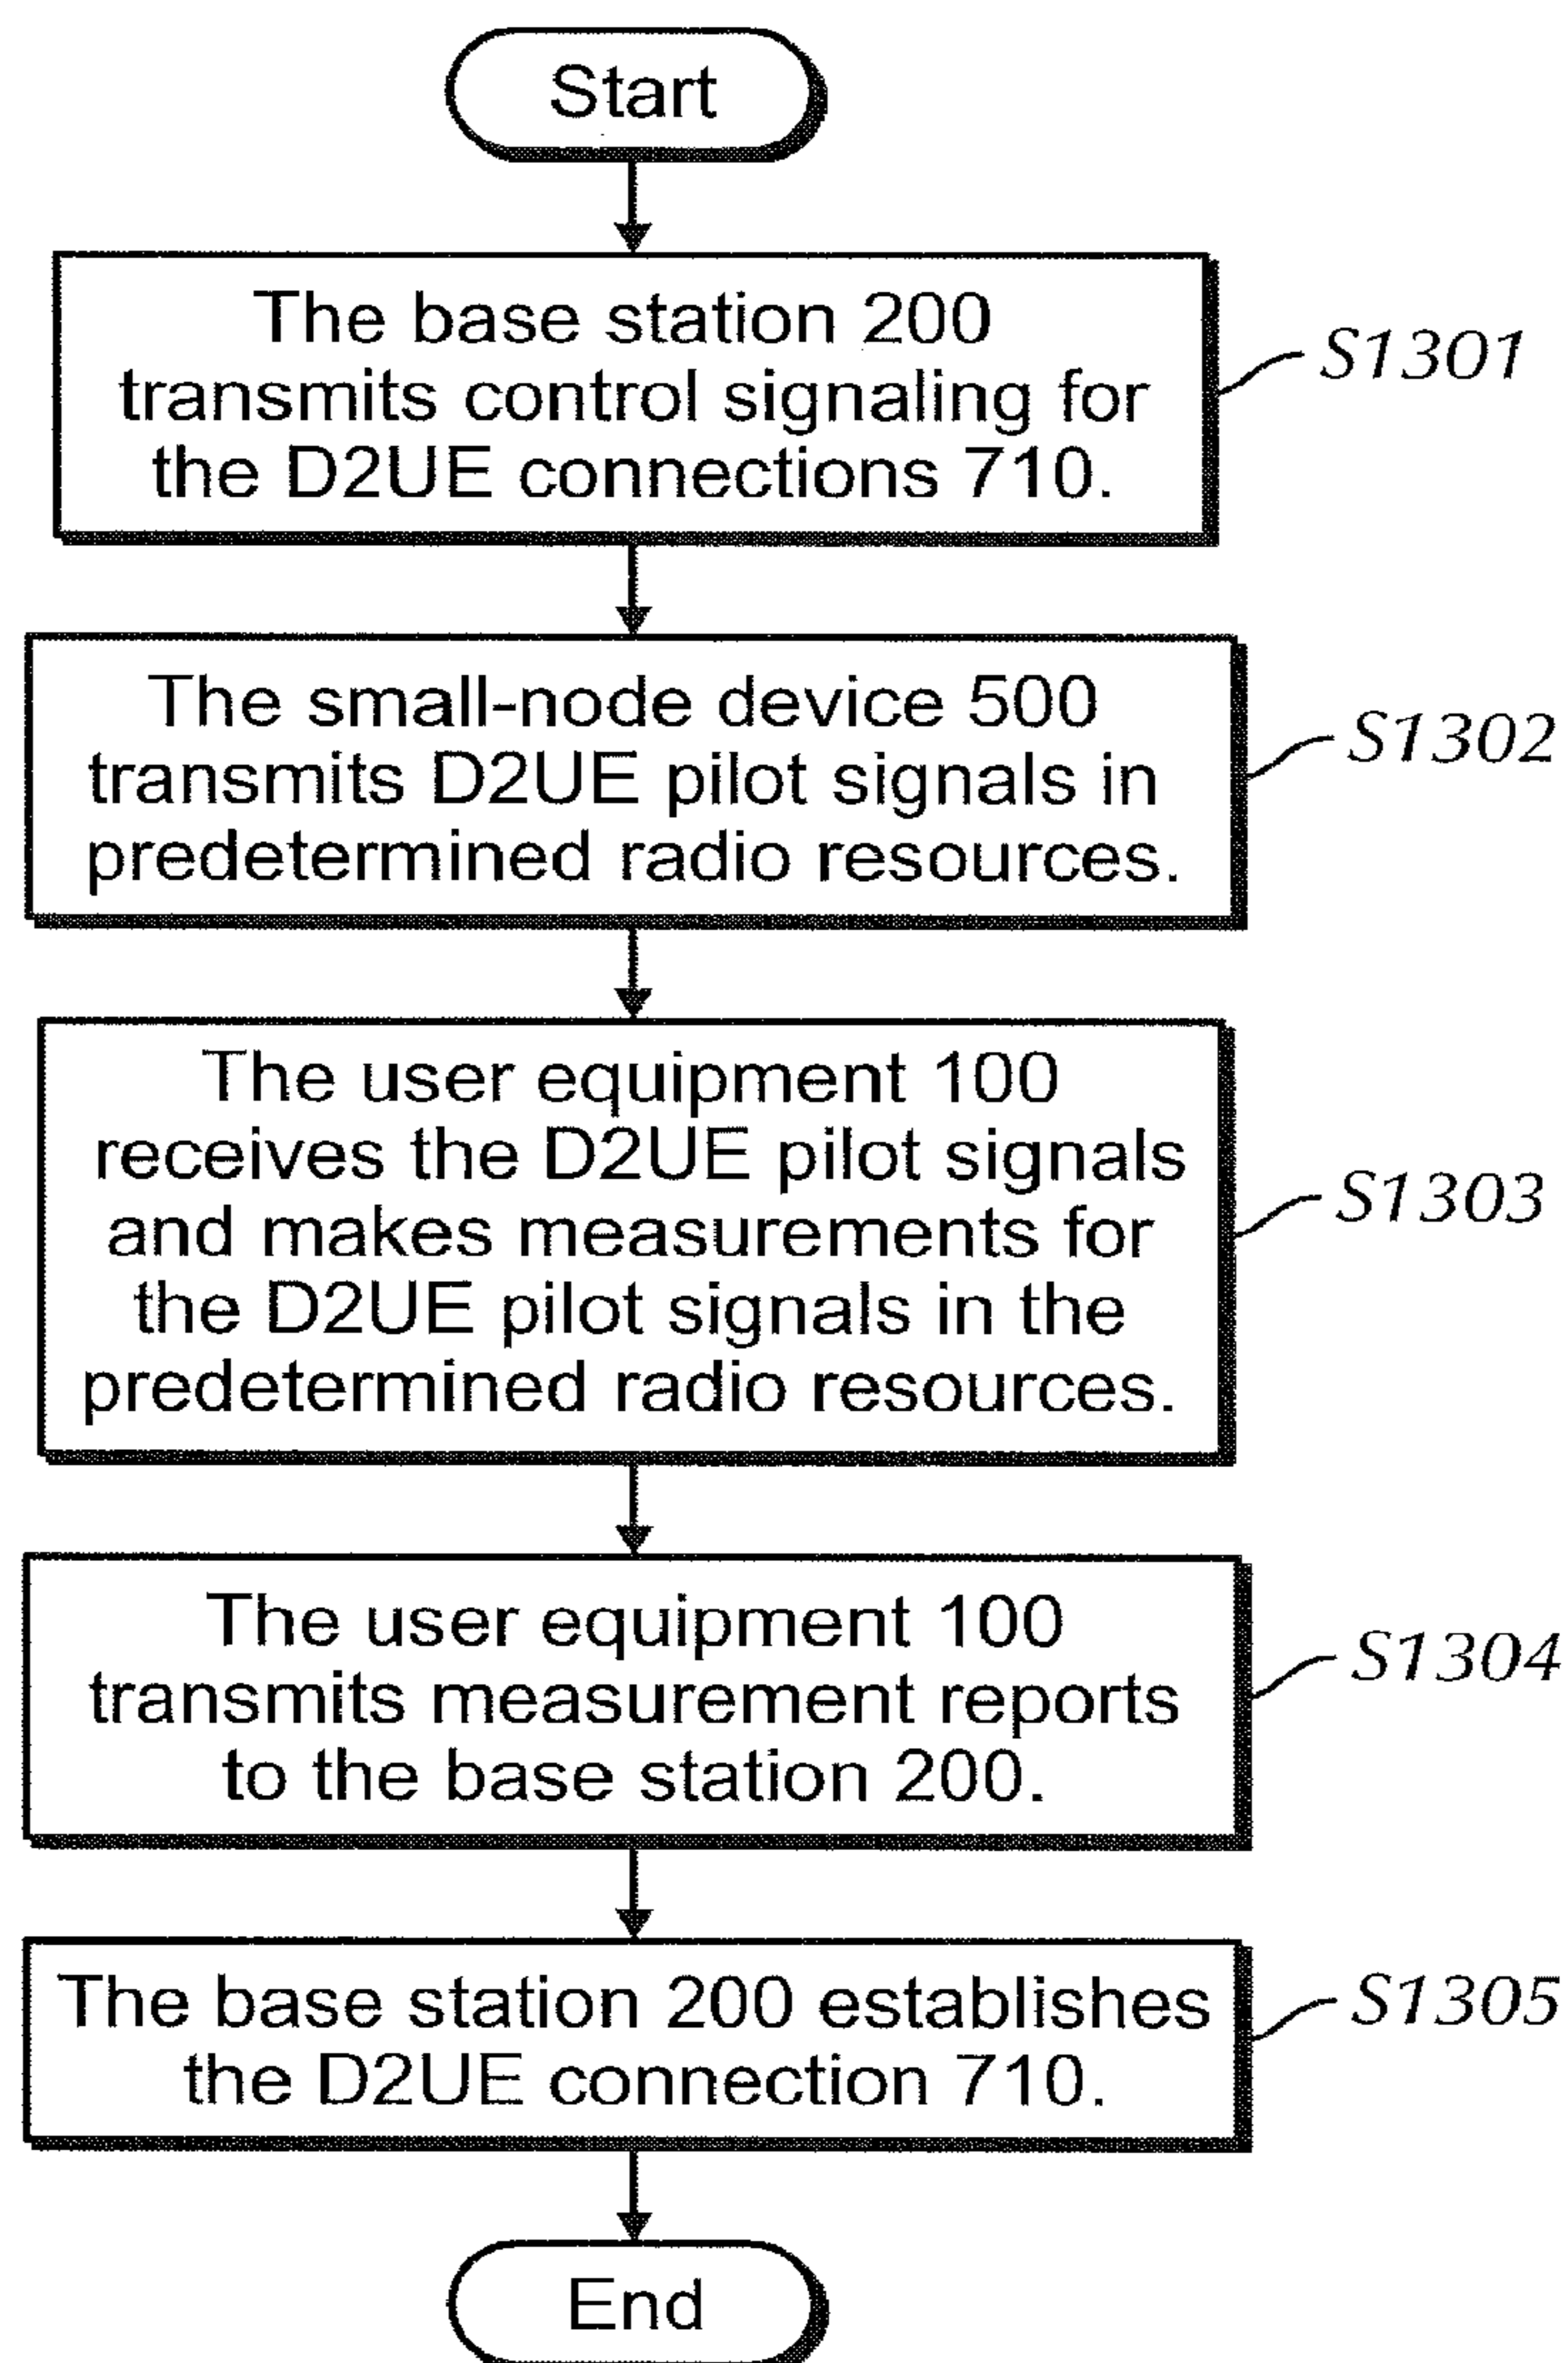 Start
The base station 200
transmits control signaling for
the D2UE connections 710.
S1301
The small-node device 500
transmits D2UE pilot signals in
predetermined radio resources.
S1302
The user equipment 100
receives the D2UE pilot signals
and makes measurements for
the D2UE pilot signals in the
predetermined radio resources.
S1303
The user equipment 100
transmits measurement reports
to the base station 200.
S1304
The base station 200 establishes
the D2UE connection 710.
S1305
End